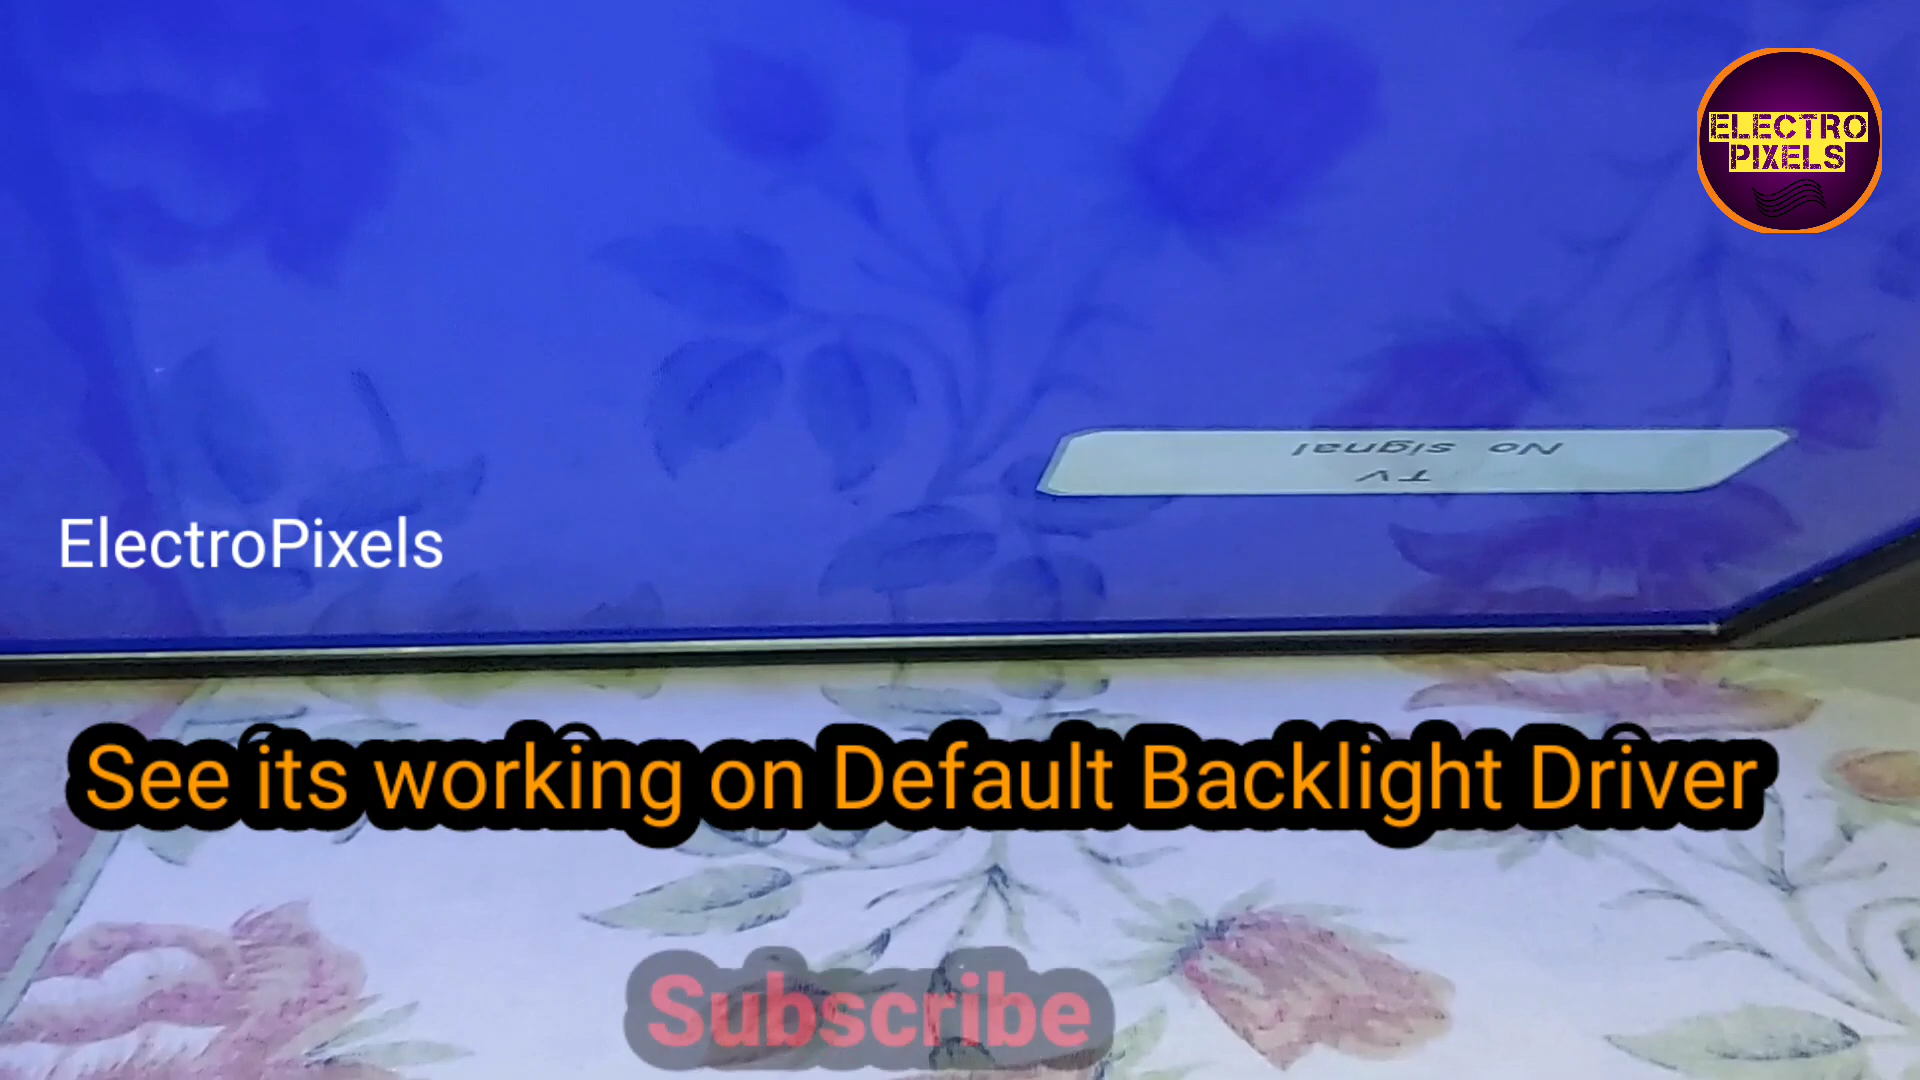 ELECTRO
PIXELS
No signal
TV
ElectroPixels
See its working on Default Backlight Driver
Subscribe